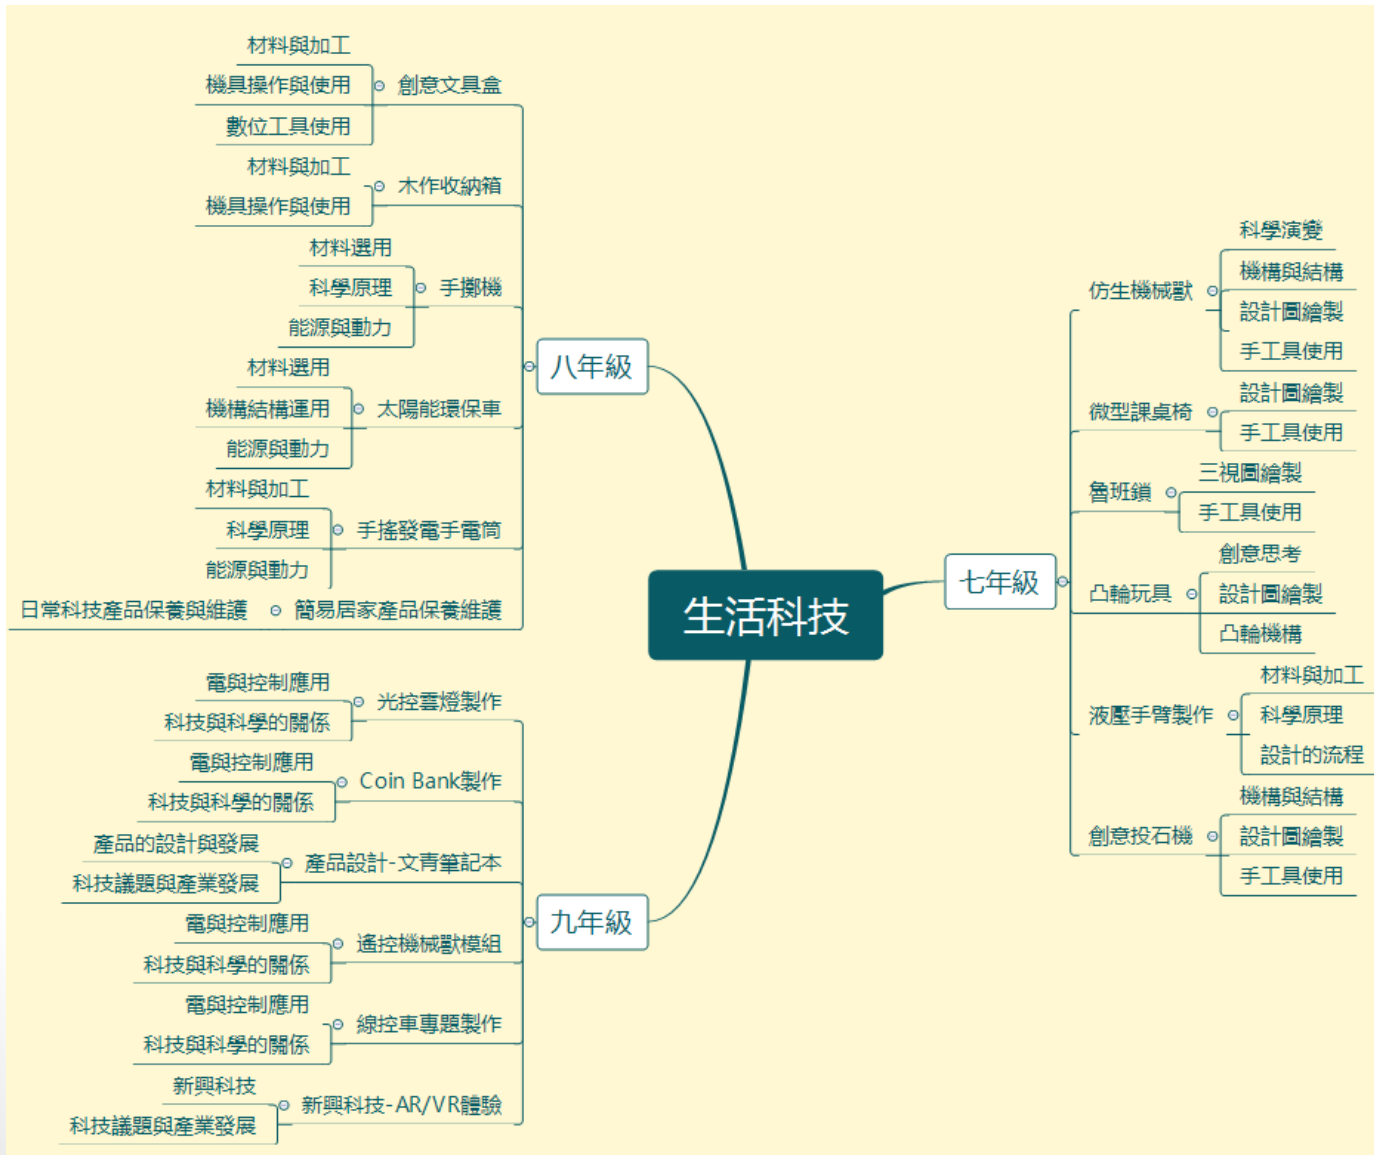 生活科技
七年級
仿生機械獸
科學演變
機構與結構
設計圖繪製
手工具使用
微型課桌椅
設計圖繪製
手工具使用
魯班鎖
三視圖繪製
手工具使用
凸輪玩具
創意思考
設計圖繪製
凸輪機構
液壓手臂製作
材料與加工
科學原理
設計的流程
創意投石機
機構與結構
設計圖繪製
手工具使用
八年級
創意文具盒
材料與加工
機具操作與使用
數位工具使用
木作收納箱
材料與加工
機具操作與使用
手擲機
材料選用
科學原理
能源與動力
太陽能環保車
材料選用
機構結構運用
能源與動力
手搖發電手電筒
材料與加工
科學原理
能源與動力
簡易居家產品保養維護
日常科技產品保養與維護
九年級
光控雲燈製作
電與控制應用
科技與科學的關係
Coin Bank製作
電與控制應用
科技與科學的關係
產品設計-文青筆記本
產品的設計與發展
科技議題與產業發展
遙控機械獸模組
電與控制應用
科技與科學的關係
線控車專題製作
電與控制應用
科技與科學的關係
新興科技-AR/VR體驗
新興科技
科技議題與產業發展